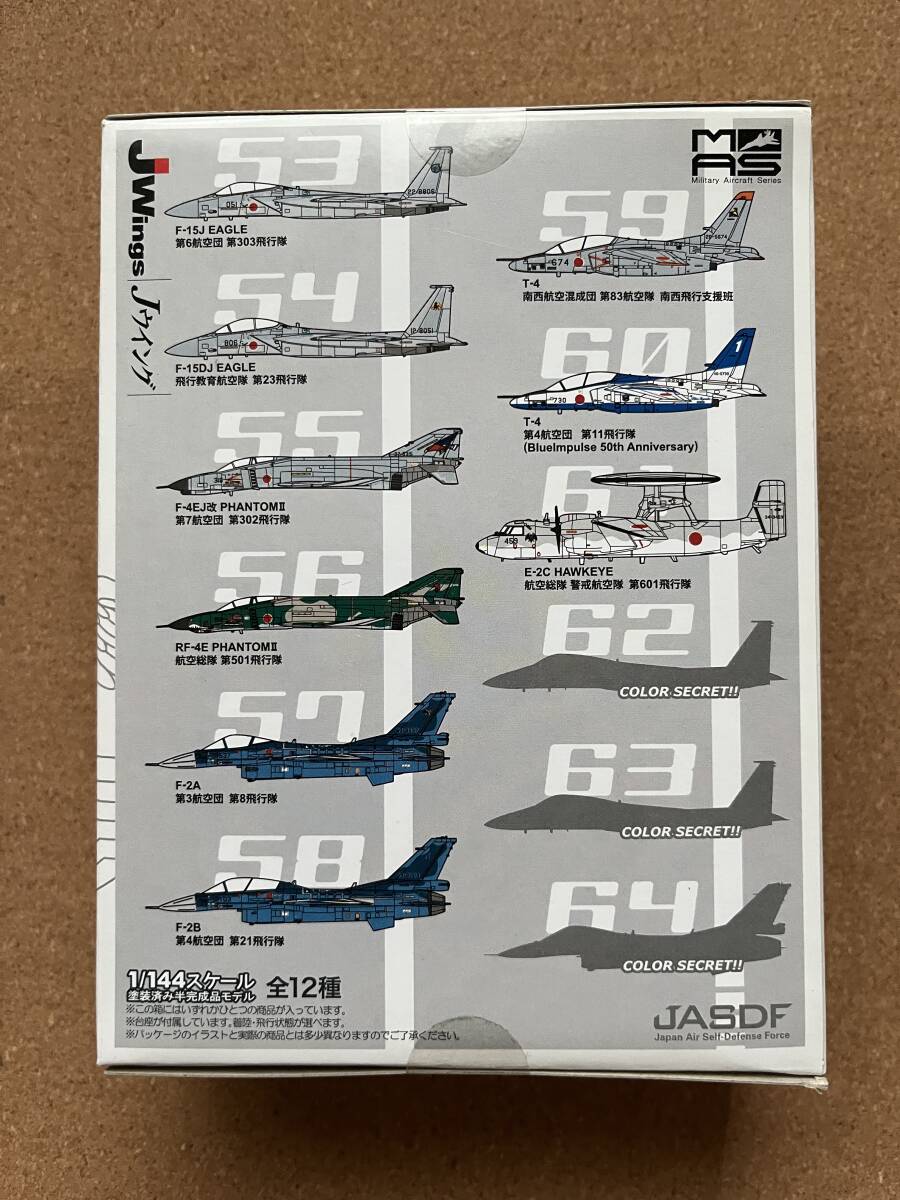 JWings Jウイング
MAS
Military Aircraft Series
53
22-8806
051
F-15J EAGLE
第6航空団 第303飛行隊
54
12-8051
806
F-15DJ EAGLE
飛行教育航空隊 第23飛行隊
55
F-4EJ改 PHANTOMⅡ
第7航空団 第302飛行隊
56
RF-4E PHANTOMⅡ
航空総隊 第501飛行隊
57
F-2A
第3航空団 第8飛行隊
58
F-2B
第4航空団 第21飛行隊
59
26-5674
674
T-4
南西航空混成団 第83航空隊 南西飛行支援班
60
1
730
T-4
第4航空団 第11飛行隊
(BlueImpulse 50th Anniversary)
61
459
E-2C HAWKEYE
航空総隊 警戒航空隊 第601飛行隊
62
COLOR SECRET!!
63
COLOR SECRET!!
64
COLOR SECRET!!
1/144スケール
塗装済み半完成品モデル 全12種
※この箱にはいずれかひとつの商品が入っています。
※台座が付属しています。着陸・飛行状態が選べます。
※パッケージのイラストと実際の商品とは多少異なりますのでご了承ください。
JASDF
Japan Air Self-Defense Force